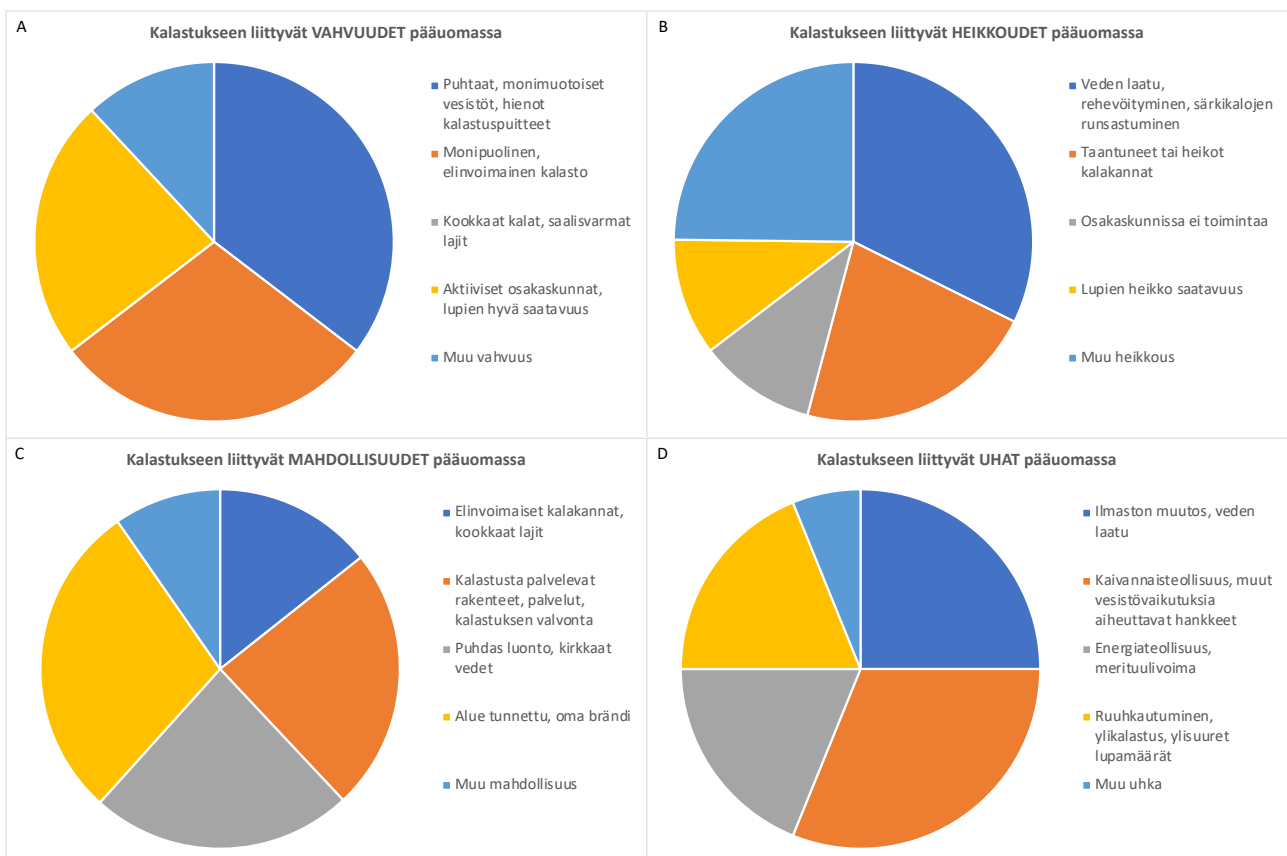 A
Kalastukseen liittyvät VAHVUUDET pääuomassa
Puhtaat, monimuotoiset
vesistöt, hienot
kalastuspuitteet
Monipuolinen,
elinvoimainen kalasto
Kookkaat kalat, saalisvarmat
lajit
Aktiiviset osakaskunnat,
lupien hyvä saatavuus
Muu vahvuus
B
Kalastukseen liittyvät HEIKKOUDET pääuomassa
Veden laatu,
rehevöityminen, särkikalojen
runsastuminen
Taantuneet tai heikot
kalakannat
Osakaskunnissa ei toimintaa
Lupien heikko saatavuus
Muu heikkous
C
Kalastukseen liittyvät MAHDOLLISUUDET pääuomassa
Elinvoimaiset kalakannat,
kookkaat lajit
Kalastusta palvelevat
rakenteet, palvelut,
kalastuksen valvonta
Puhdas luonto, kirkkaat
vedet
Alue tunnettu, oma brändi
Muu mahdollisuus
D
Kalastukseen liittyvät UHAT pääuomassa
Ilmaston muutos, veden
laatu
Kaivannaisteollisuus, muut
vesistövaikutuksia
aiheuttavat hankkeet
Energiateollisuus,
merituulivoima
Ruuhkautuminen,
ylikalastus, ylisuuret
lupamäärät
Muu uhka